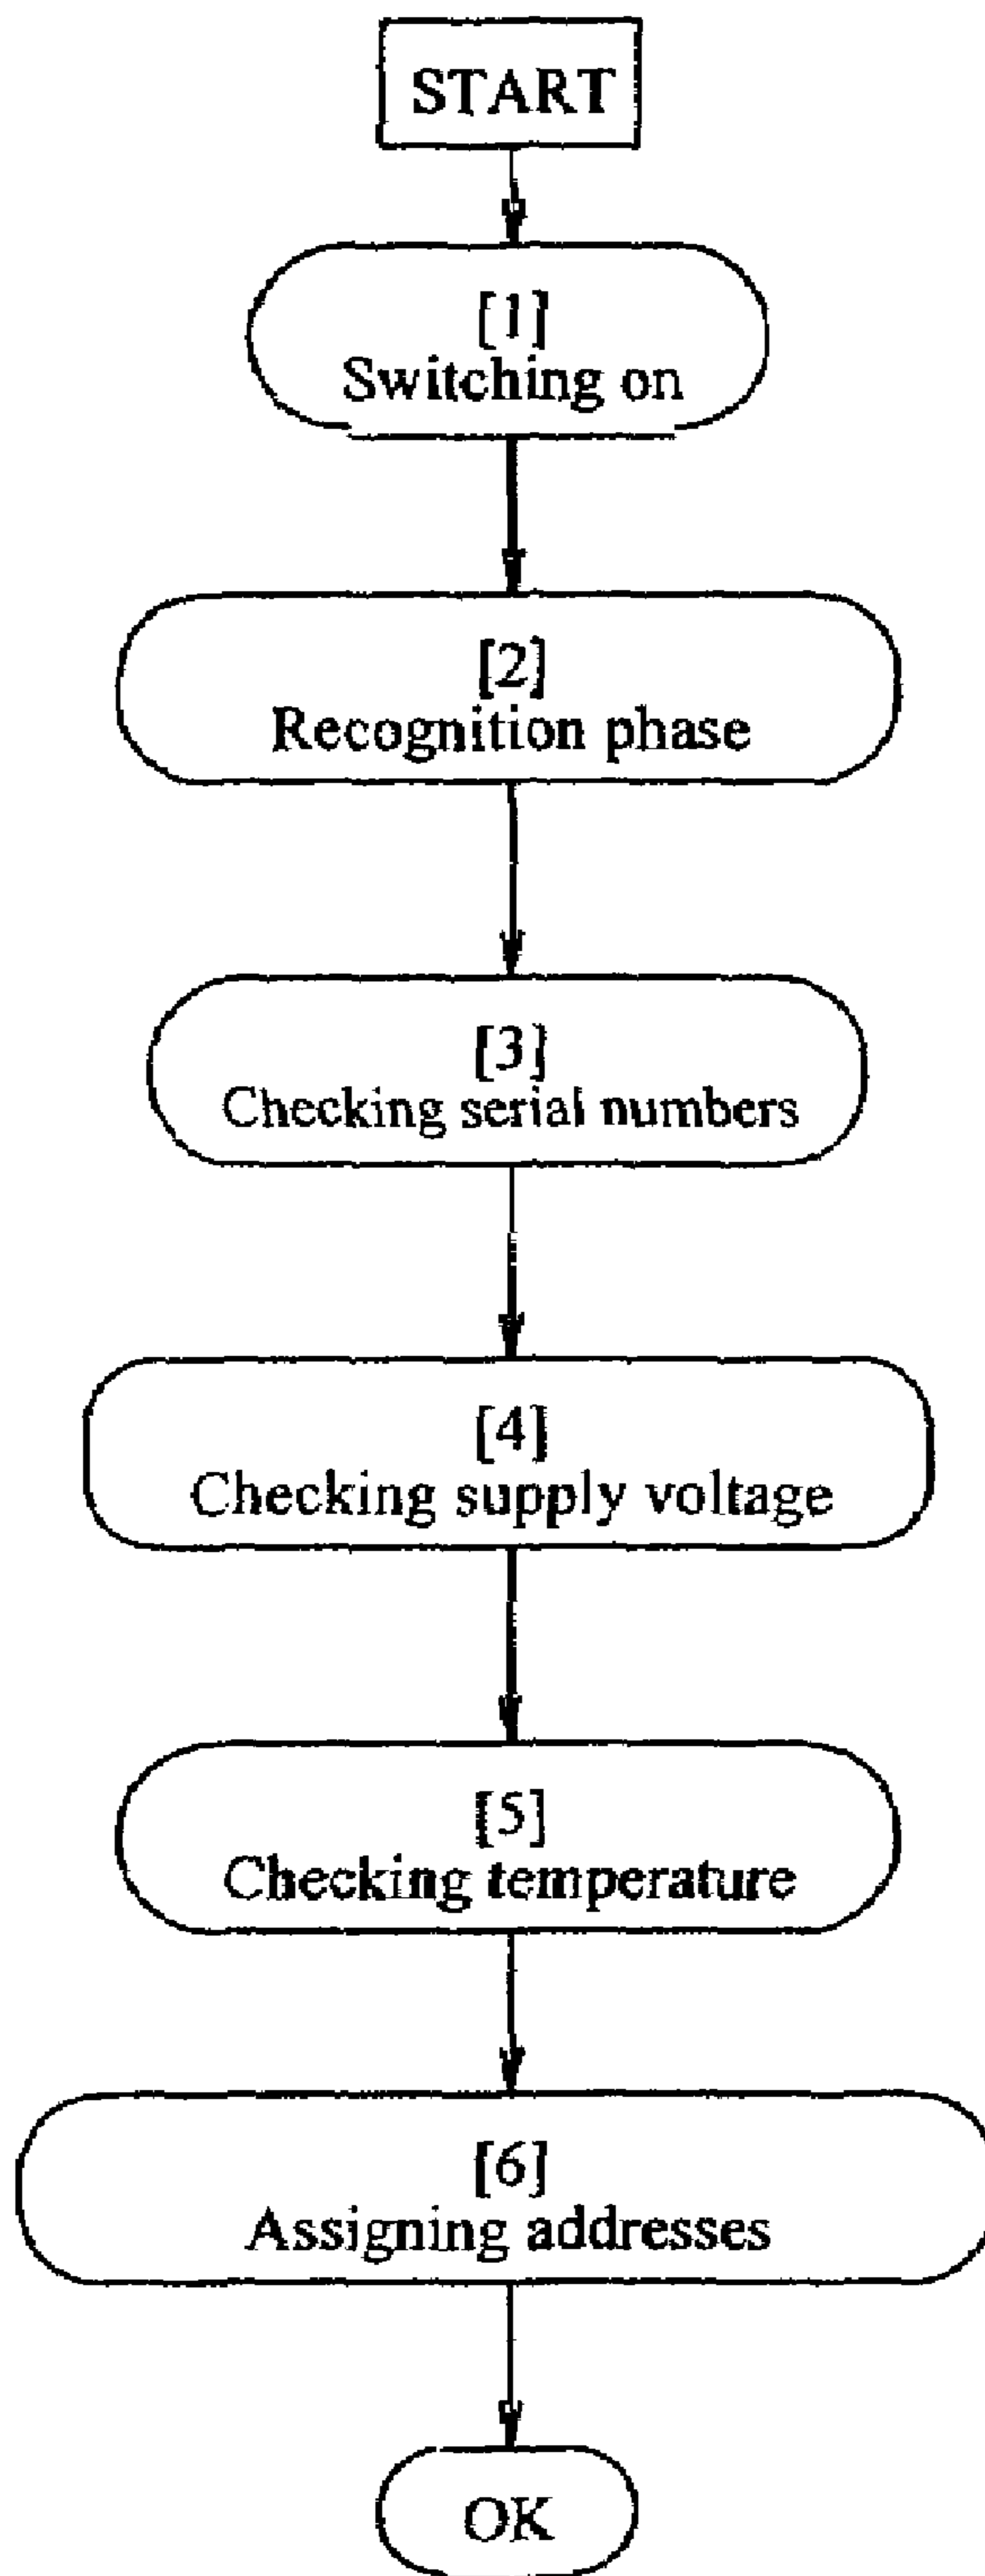 START
[1]
Switching on
[2]
Recognition phase
[3]
Checking serial numbers
[4]
Checking supply voltage
[5]
Checking temperature
[6]
Assigning addresses
OK